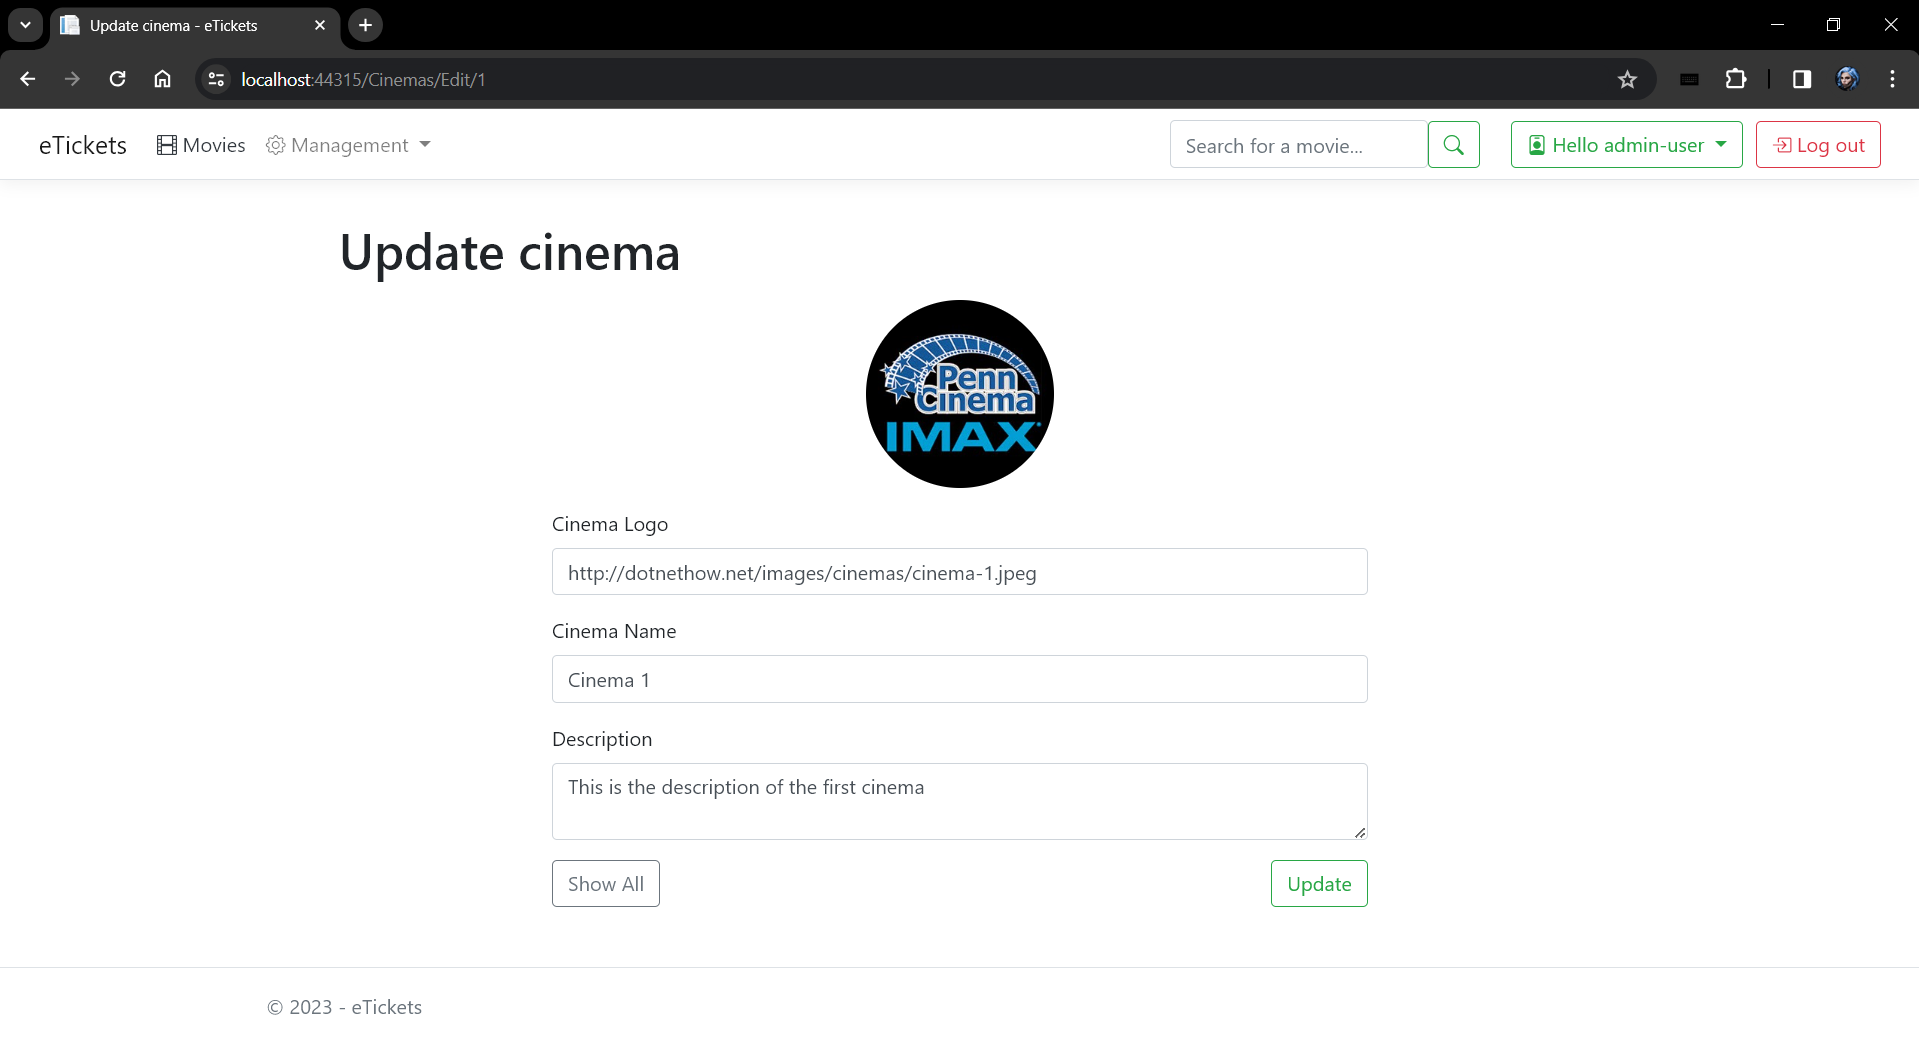 Update cinema - eTickets
localhost:44315/Cinemas/Edit/1
eTickets Movies Management Search for a movie... Hello admin-user Log out
Update cinema
Penn
Cinema
IMAX
Cinema Logo
http://dotnethow.net/images/cinemas/cinema-1.jpeg
Cinema Name
Cinema 1
Description
This is the description of the first cinema
Show All Update
© 2023 - eTickets